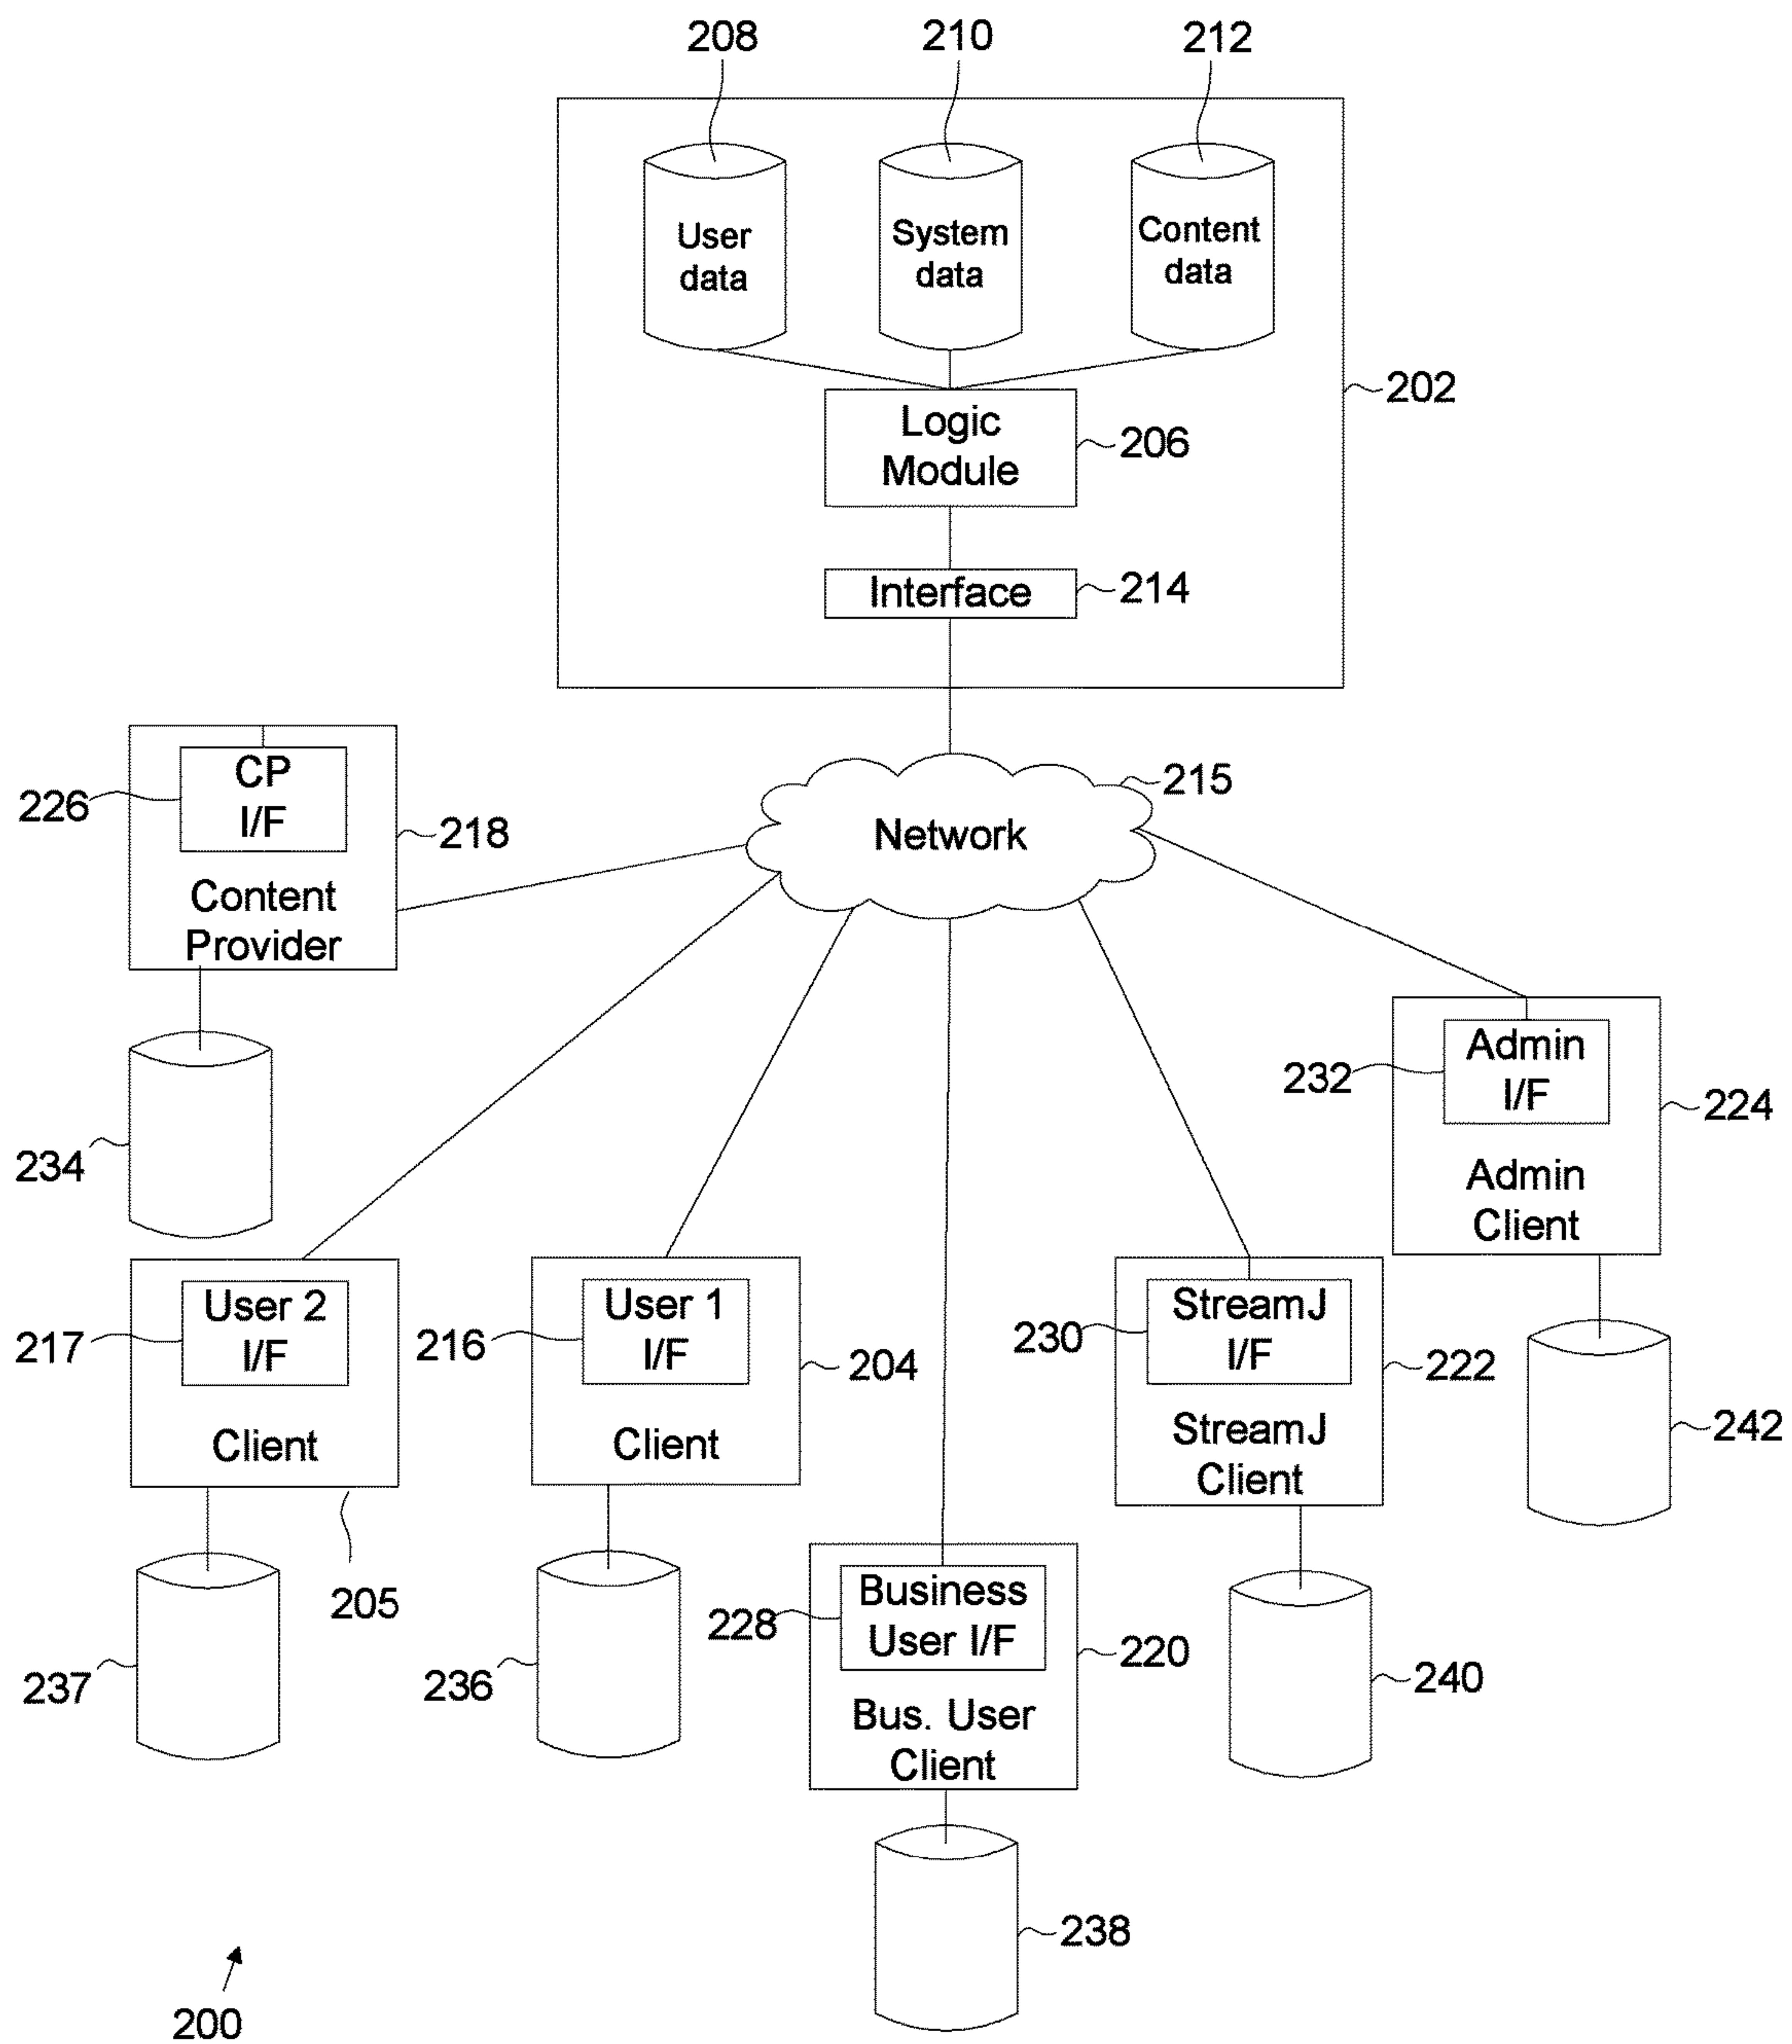 208
210
212
User
data
System
data
Content
data
202
Logic
Module
206
Interface
214
215
Network
CP
I/F
226
218
Content
Provider
234
Admin
I/F
232
224
Admin
Client
242
User 2
I/F
217
Client
205
237
User 1
I/F
216
204
Client
236
StreamJ
I/F
230
222
StreamJ
Client
240
Business
User I/F
228
220
Bus. User
Client
238
200